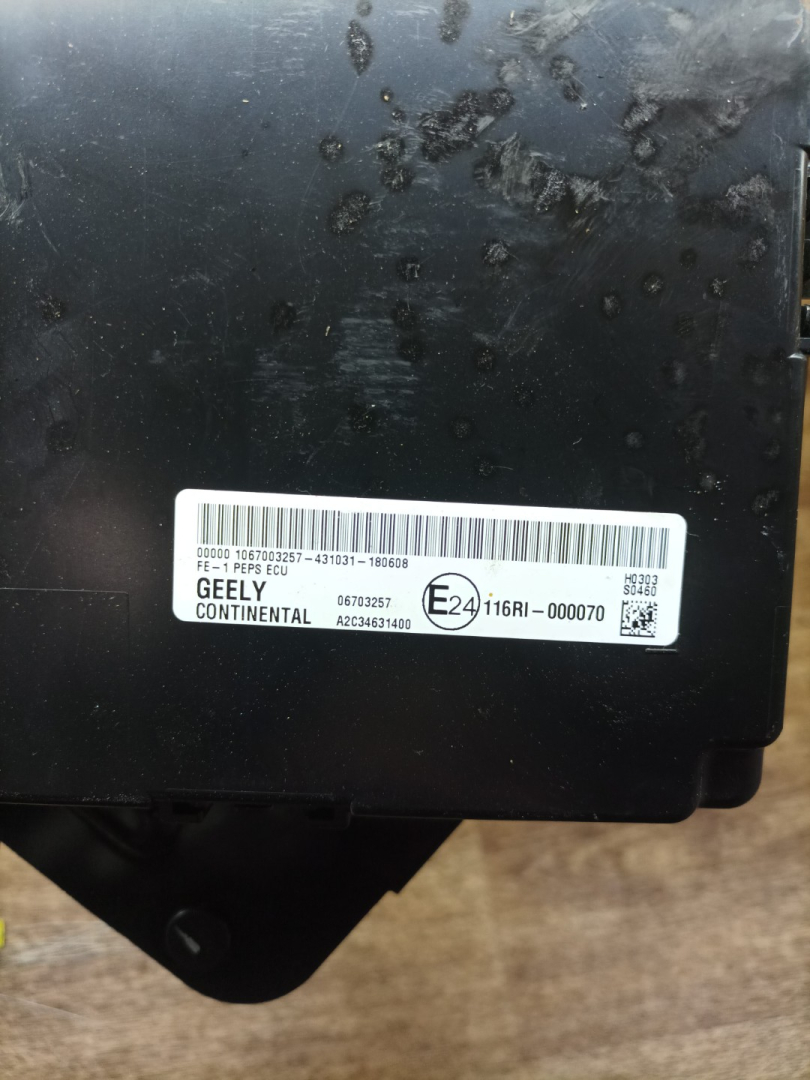 00000 1067003257-431031-180608
FE-1 PEPS ECU
GEELY
CONTINENTAL
06703257
A2C34631400
E24 116RI-000070
H0303
S0460